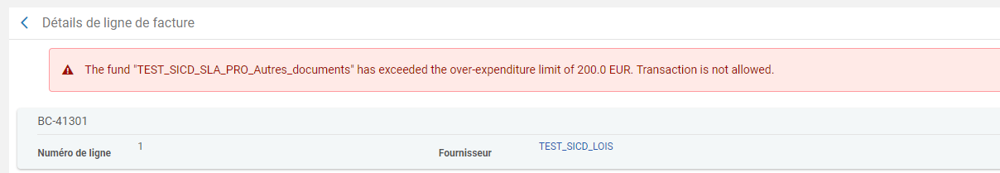 Détails de ligne de facture
The fund "TEST_SICD_SLA_PRO_Autres_documents" has exceeded the over-expenditure limit of 200.0 EUR. Transaction is not allowed.
BC-41301
Numéro de ligne 1 Fournisseur TEST_SICD_LOIS